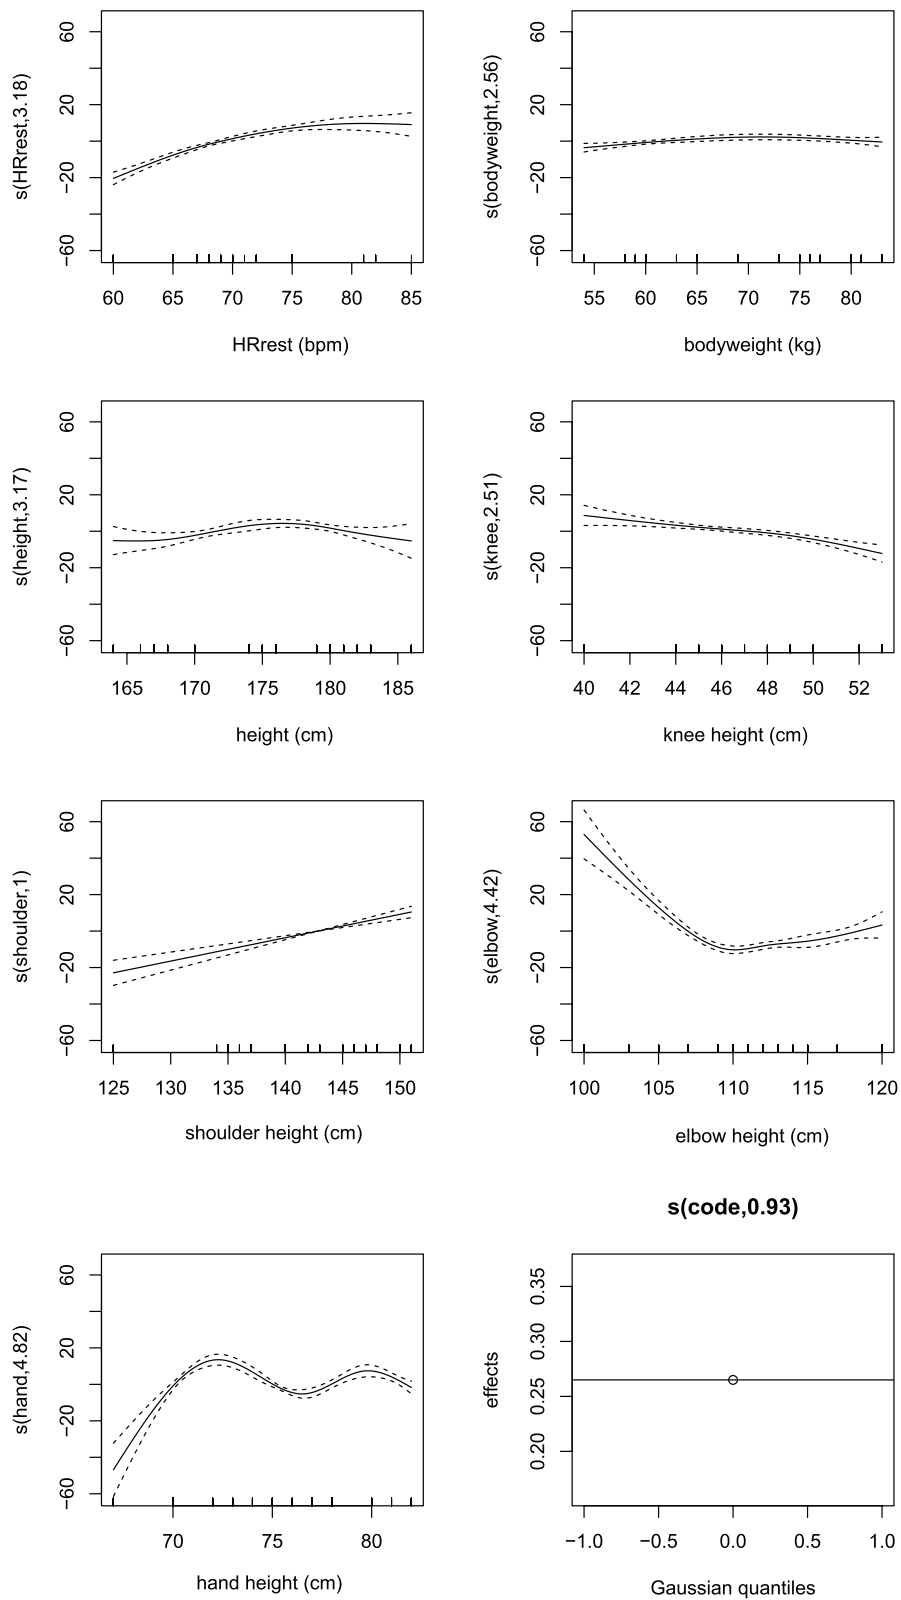 s(HRrest,3.18)
60
20
−20
−60
60 65 70 75 80 85
HRrest (bpm)
s(bodyweight,2.56)
60
20
−20
−60
55 60 65 70 75 80
bodyweight (kg)
s(height,3.17)
60
20
−20
−60
165 170 175 180 185
height (cm)
s(knee,2.51)
60
20
−20
−60
40 42 44 46 48 50 52
knee height (cm)
s(shoulder,1)
60
20
−20
−60
125 130 135 140 145 150
shoulder height (cm)
s(elbow,4.42)
60
20
−20
−60
100 105 110 115 120
elbow height (cm)
s(hand,4.82)
60
20
−20
−60
70 75 80
hand height (cm)
s(code,0.93)
effects
0.35
0.30
0.25
0.20
−1.0 −0.5 0.0 0.5 1.0
Gaussian quantiles